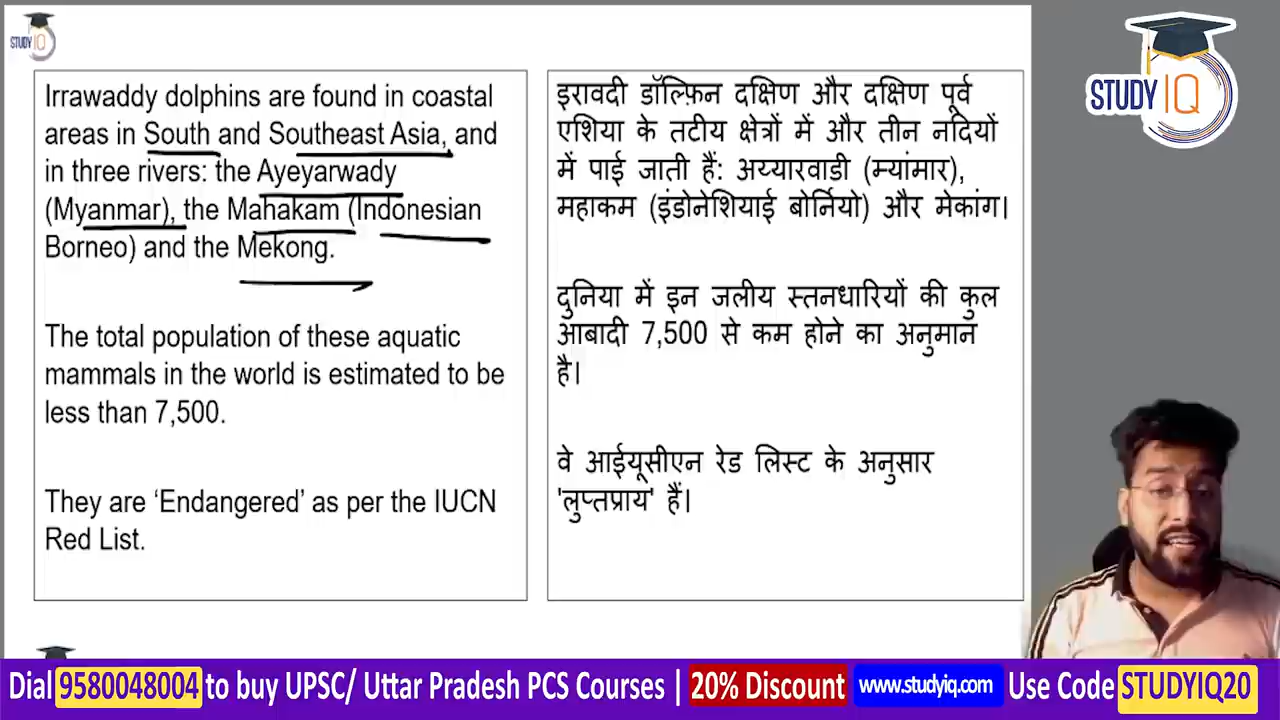 STUDY IQ
Irrawaddy dolphins are found in coastal
areas in South and Southeast Asia, and
in three rivers: the Ayeyarwady
(Myanmar), the Mahakam (Indonesian
Borneo) and the Mekong.
The total population of these aquatic
mammals in the world is estimated to be
less than 7,500.
They are ‘Endangered’ as per the IUCN
Red List.
इरावदी डॉल्फ़िन दक्षिण और दक्षिण पूर्व
एशिया के तटीय क्षेत्रों में और तीन नदियों
में पाई जाती हैं: अय्यारवाडी (म्यांमार),
महाकम (इंडोनेशियाई बोर्नियो) और मेकांग।
दुनिया में इन जलीय स्तनधारियों की कुल
आबादी 7,500 से कम होने का अनुमान
है।
वे आईयूसीएन रेड लिस्ट के अनुसार
'लुप्तप्राय' हैं।
STUDY IQ
Dial 9580048004 to buy UPSC/ Uttar Pradesh PCS Courses | 20% Discount www.studyiq.com Use Code STUDYIQ20